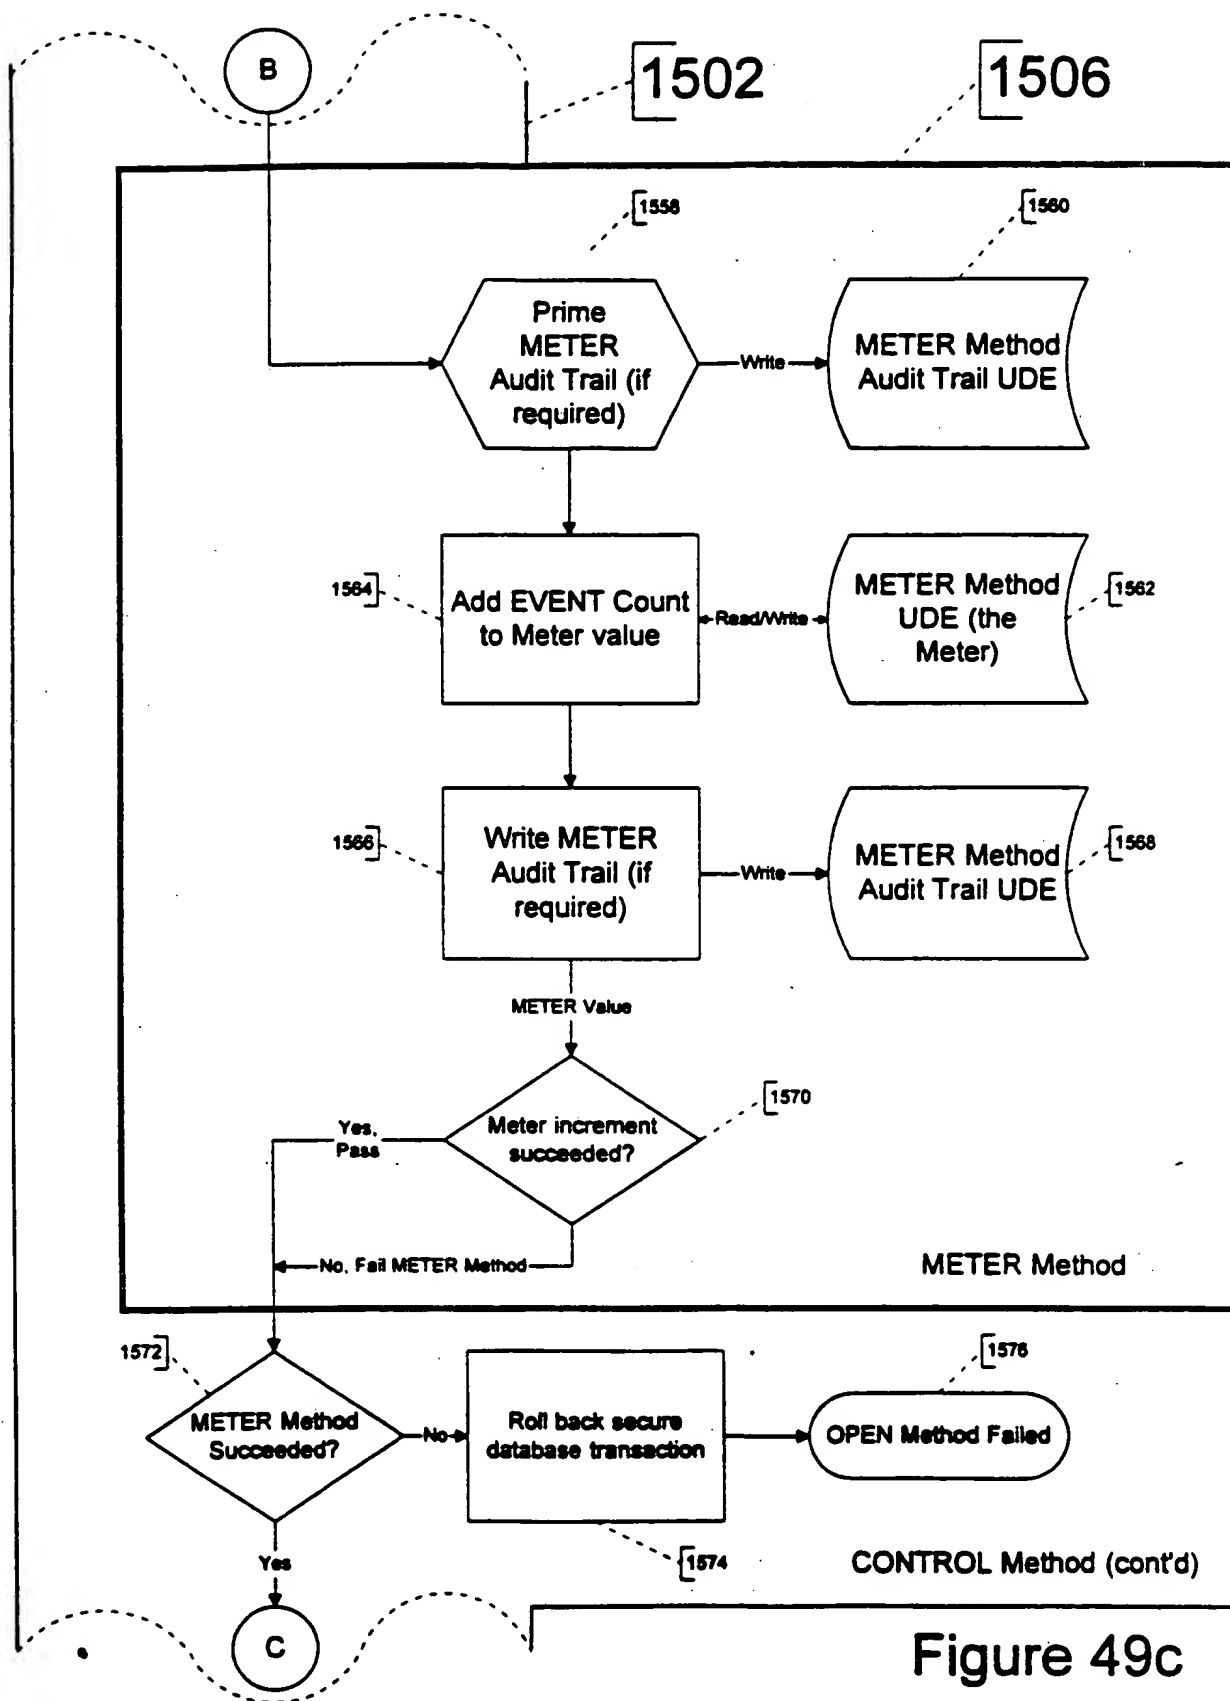 B
1502
1506
1558
1560
Prime
METER
Audit Trail (if
required)
Write
METER Method
Audit Trail UDE
1564
Add EVENT Count
to Meter value
Read/Write
METER Method
UDE (the
Meter)
1562
1566
Write METER
Audit Trail (if
required)
Write
METER Method
Audit Trail UDE
1568
METER Value
1570
Meter increment
succeeded?
Yes,
Pass
No, Fail METER Method
METER Method
1572
METER Method
Succeeded?
No
Roll back secure
database transaction
1576
OPEN Method Failed
1574
Yes
CONTROL Method (cont'd)
C
Figure 49c